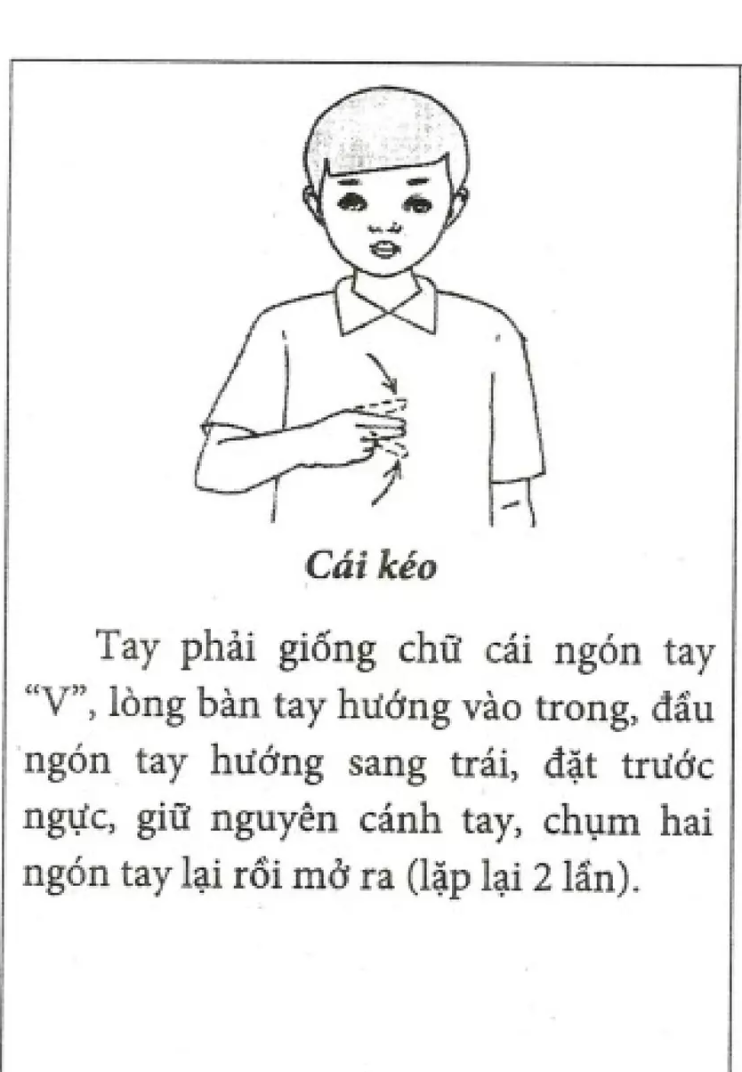 Cái kéo
Tay phải giống chữ cái ngón tay
“V”, lòng bàn tay hướng vào trong, đầu
ngón tay hướng sang trái, đặt trước
ngực, giữ nguyên cánh tay, chụm hai
ngón tay lại rồi mở ra (lặp lại 2 lần).